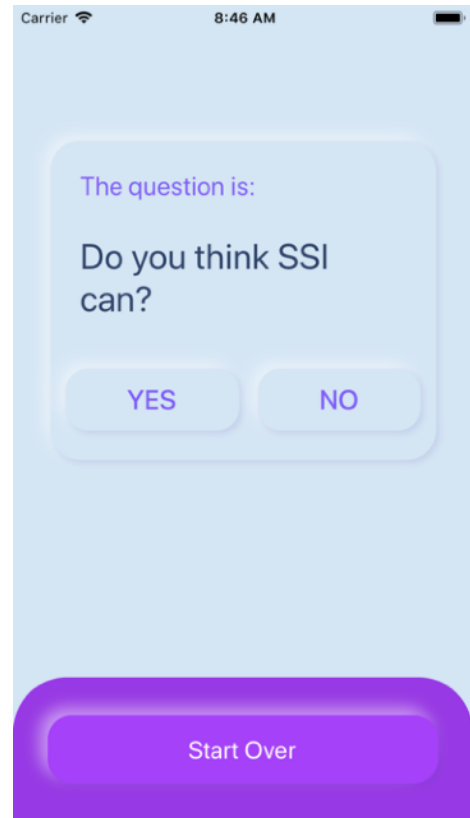 Carrier 8:46 AM
The question is:
Do you think SSI
can?
YES NO
Start Over